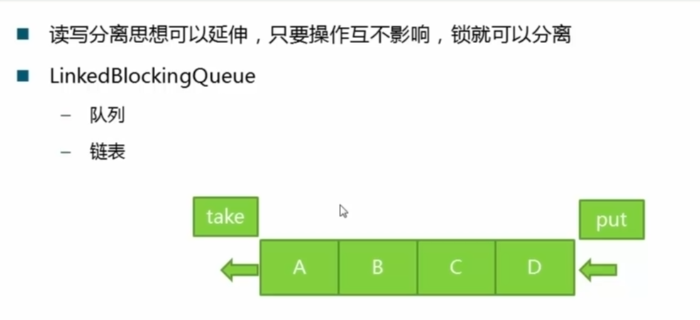 读写分离思想可以延伸，只要操作互不影响，锁就可以分离
LinkedBlockingQueue
– 队列
– 链表
take
put
A B C D